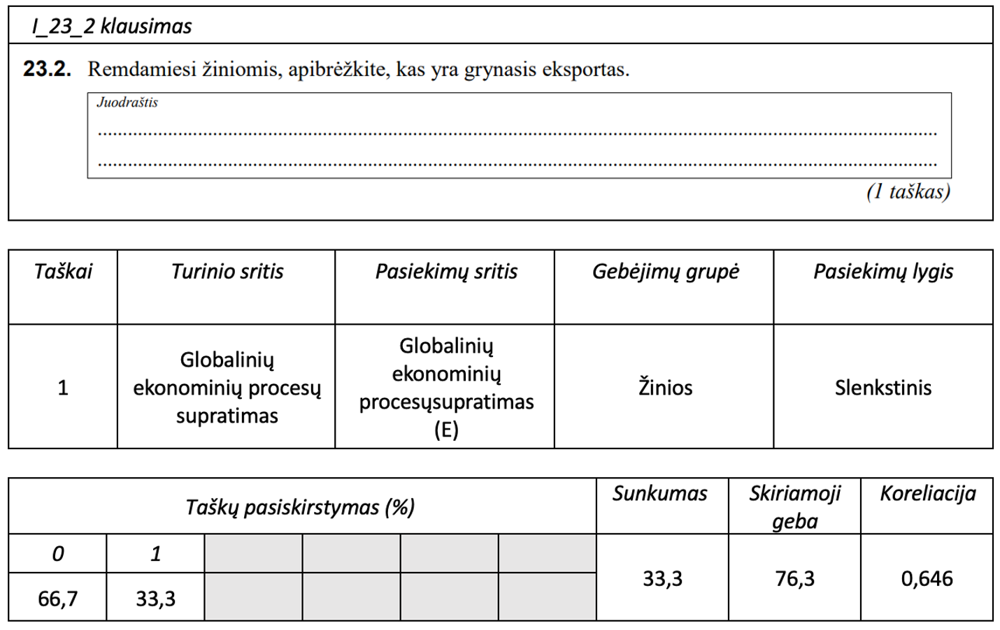 I_23_2 klausimas
23.2. Remdamiesi žiniomis, apibrėžkite, kas yra grynasis eksportas.
Juodraštis
....................................................................................................
....................................................................................................
(1 taškas)
Taškai Turinio sritis Pasiekimų sritis Gebėjimų grupė Pasiekimų lygis
1 Globalinių ekonominių procesų supratimas Globalinių ekonominių procesųsupratimas (E) Žinios Slenkstinis
Taškų pasiskirstymas (%) Sunkumas Skiriamoji geba Koreliacija
0 1
66,7 33,3 33,3 76,3 0,646